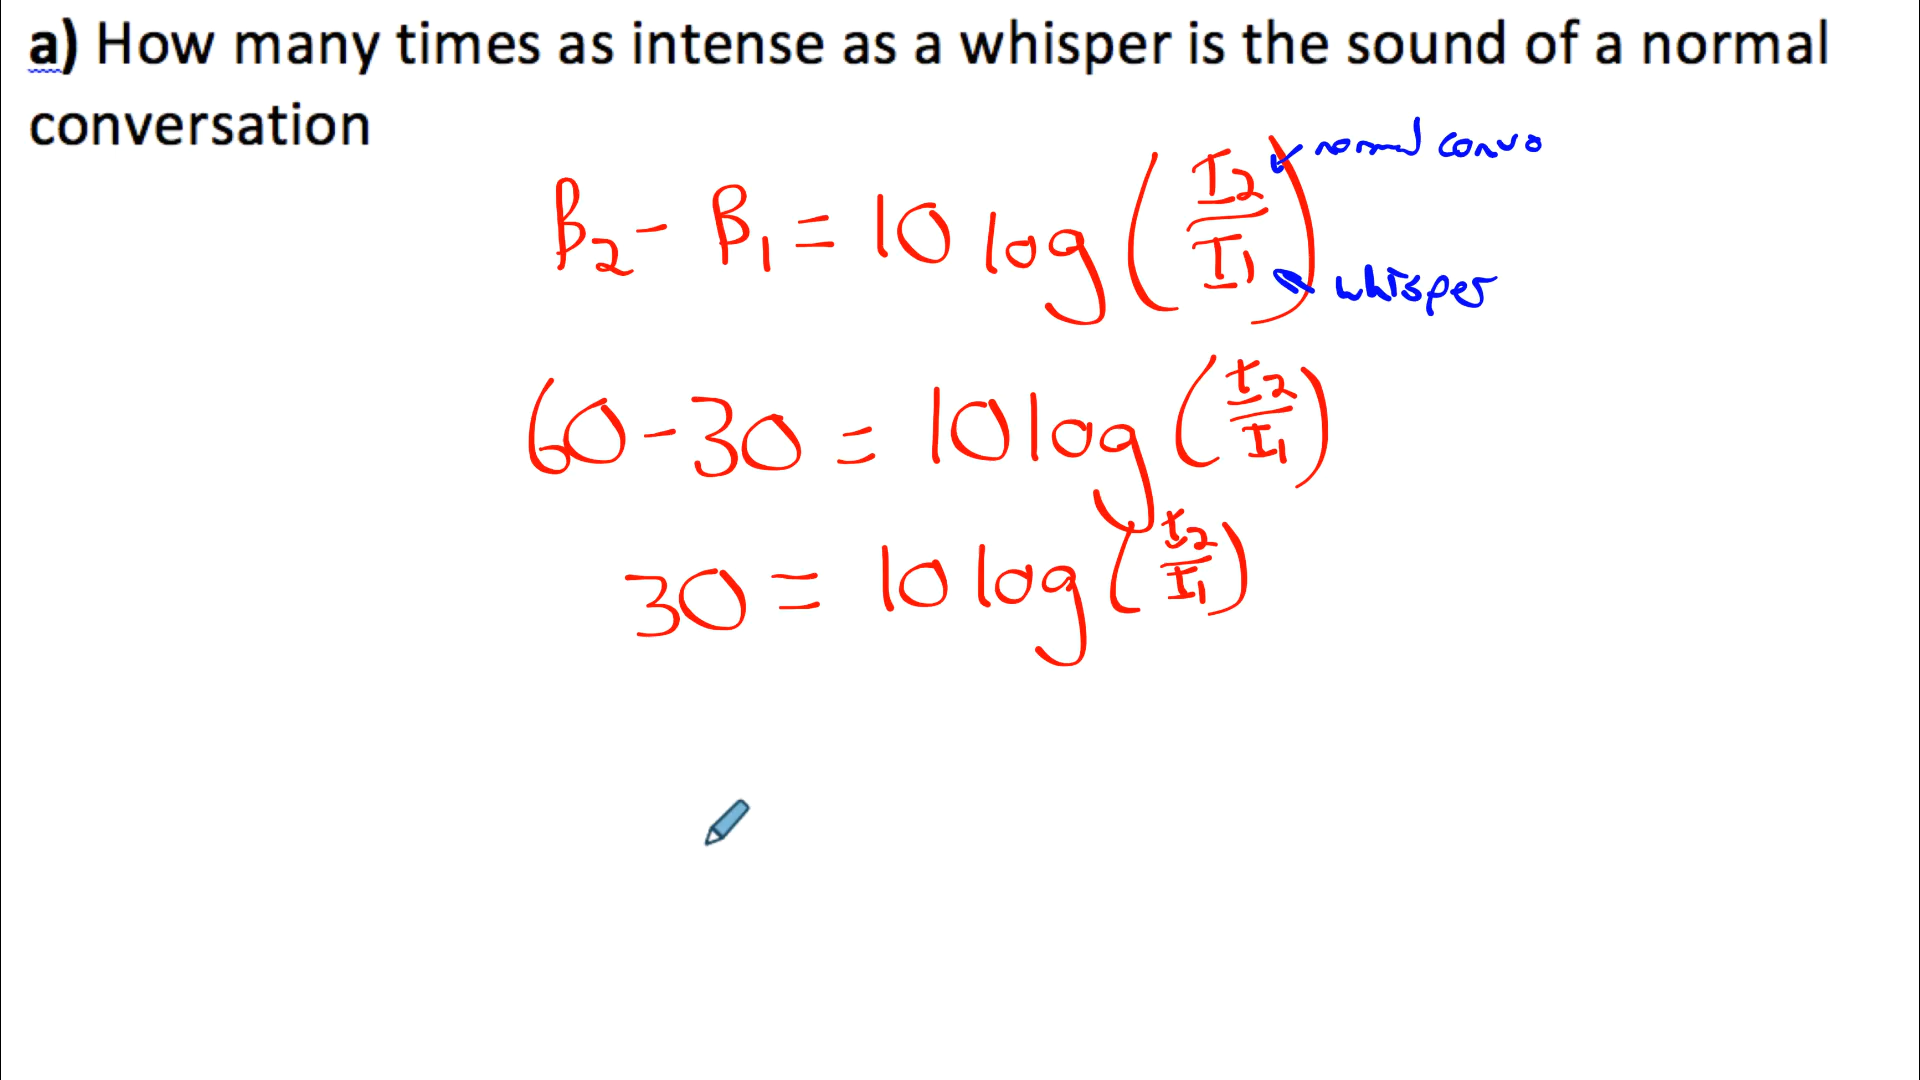 a) How many times as intense as a whisper is the sound of a normal
conversation
normal convo
β₂ - β₁ = 10 log (I₂/I₁)
whisper
60 - 30 = 10 log (I₂/I₁)
30 = 10 log (I₂/I₁)